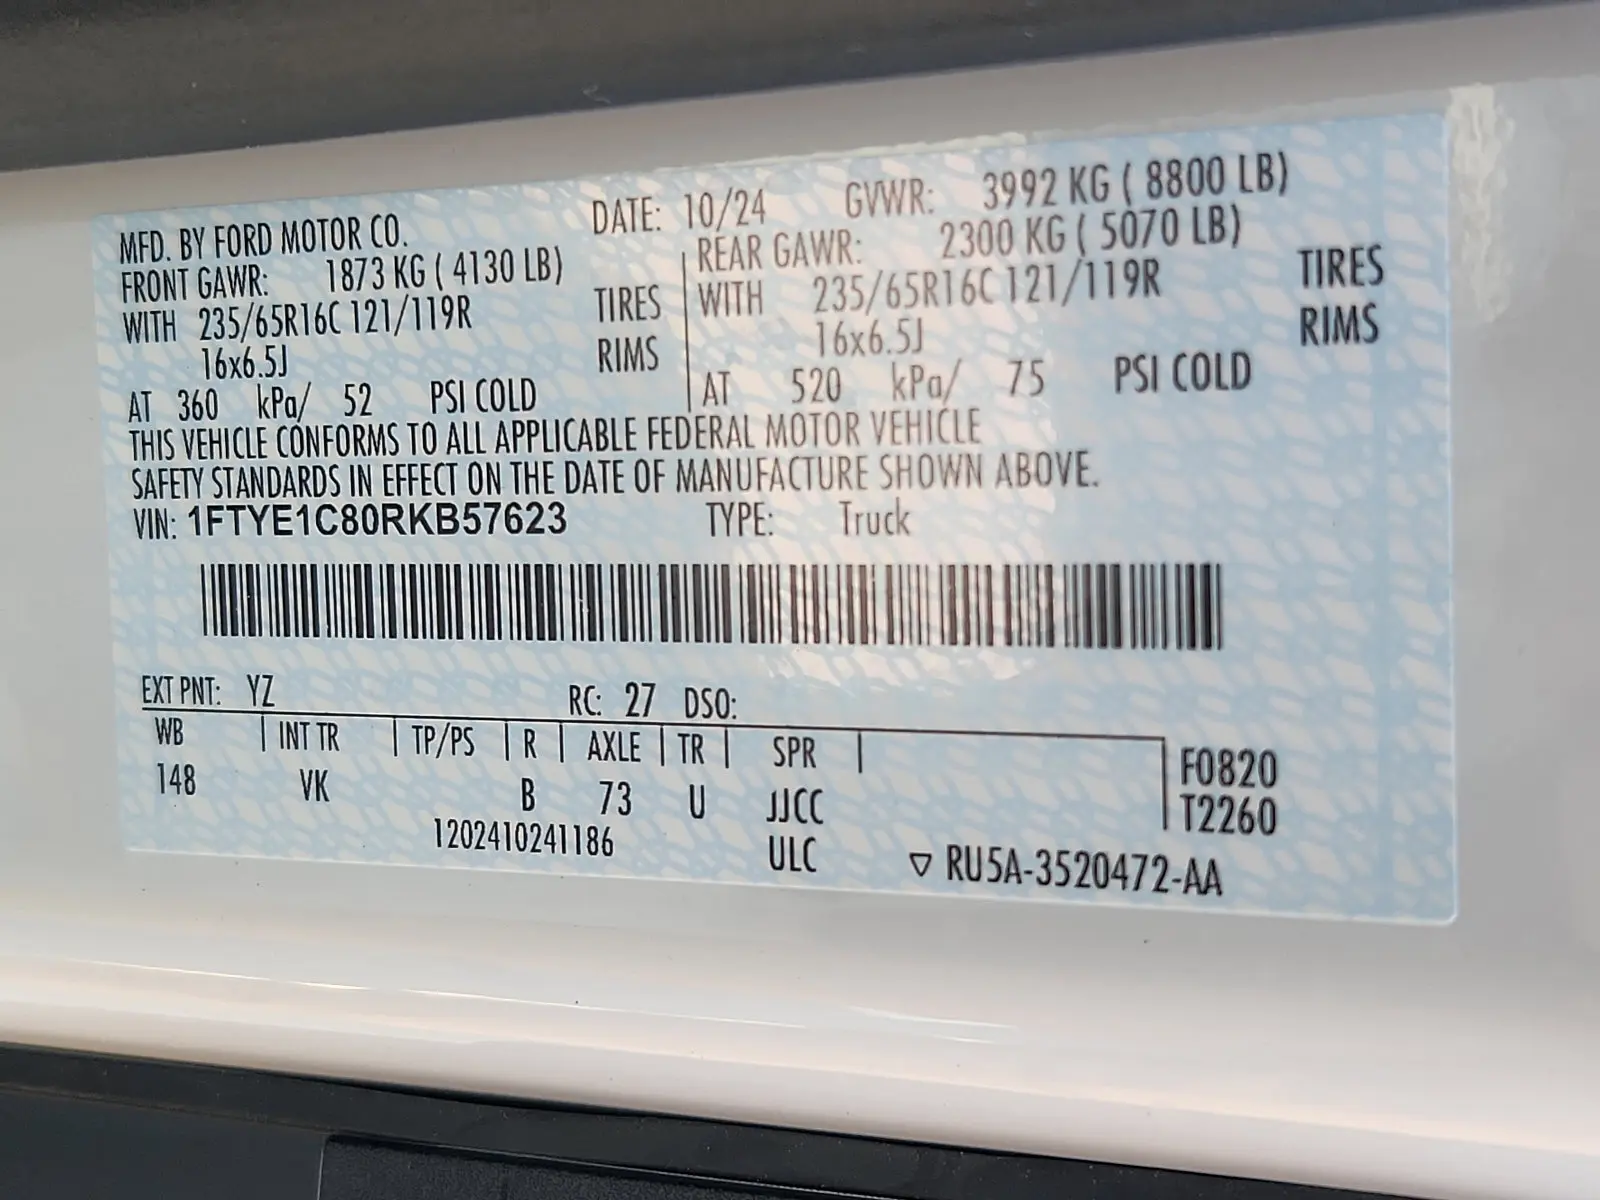 MFD. BY FORD MOTOR CO. DATE: 10/24 GVWR: 3992 KG ( 8800 LB)
FRONT GAWR: 1873 KG ( 4130 LB) REAR GAWR: 2300 KG ( 5070 LB)
WITH 235/65R16C 121/119R TIRES WITH 235/65R16C 121/119R TIRES
16x6.5J RIMS 16x6.5J RIMS
AT 360 kPa/ 52 PSI COLD AT 520 kPa/ 75 PSI COLD
THIS VEHICLE CONFORMS TO ALL APPLICABLE FEDERAL MOTOR VEHICLE
SAFETY STANDARDS IN EFFECT ON THE DATE OF MANUFACTURE SHOWN ABOVE.
VIN: 1FTYE1C80RKB57623 TYPE: Truck
EXT PNT: YZ RC: 27 DSO:
WB INT TR TP/PS R AXLE TR SPR F0820
148 VK B 73 U JJCC T2260
1202410241186 ULC ▽ RU5A-3520472-AA